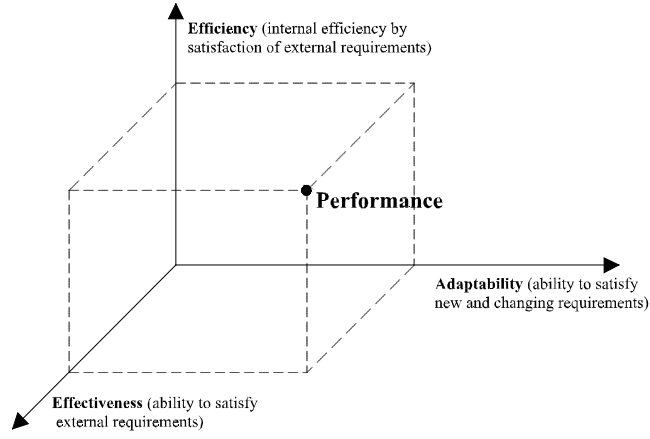 Efficiency (internal efficiency by
satisfaction of external requirements)
Performance
Adaptability (ability to satisfy
new and changing requirements)
Effectiveness (ability to satisfy
external requirements)